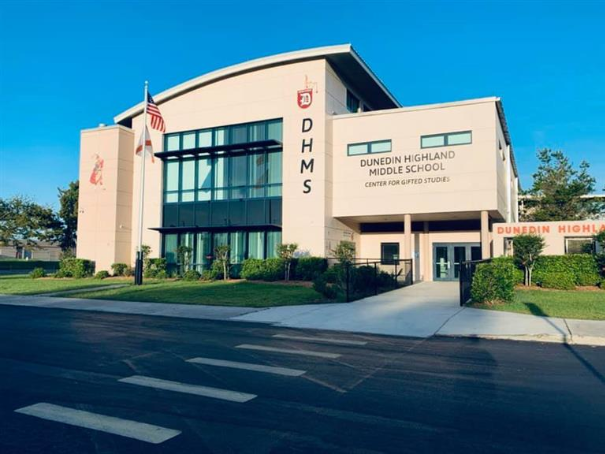 DHMS
DUNEDIN HIGHLAND
MIDDLE SCHOOL
CENTER FOR GIFTED STUDIES
DUNEDIN HIGHLA